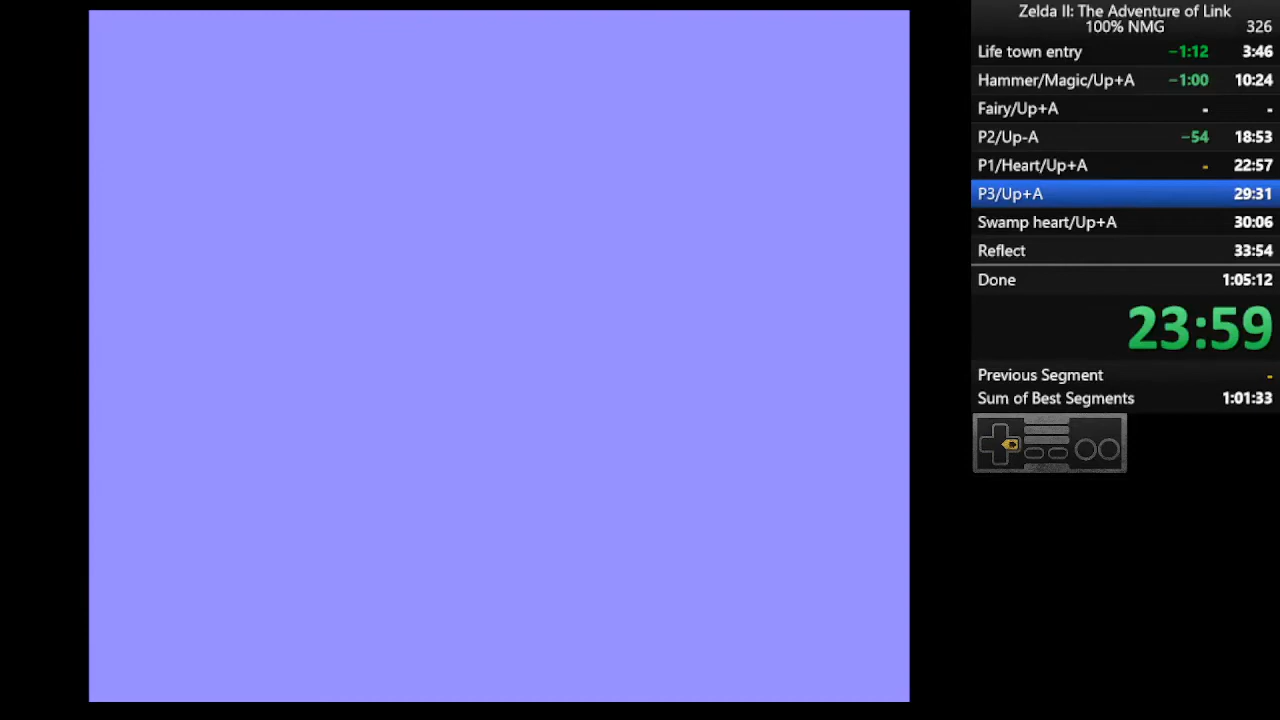 Zelda II: The Adventure of Link
100% NMG 326
Life town entry −1:12 3:46
Hammer/Magic/Up+A −1:00 10:24
Fairy/Up+A - -
P2/Up-A −54 18:53
P1/Heart/Up+A - 22:57
P3/Up+A 29:31
Swamp heart/Up+A 30:06
Reflect 33:54
Done 1:05:12
23:59
Previous Segment -
Sum of Best Segments 1:01:33